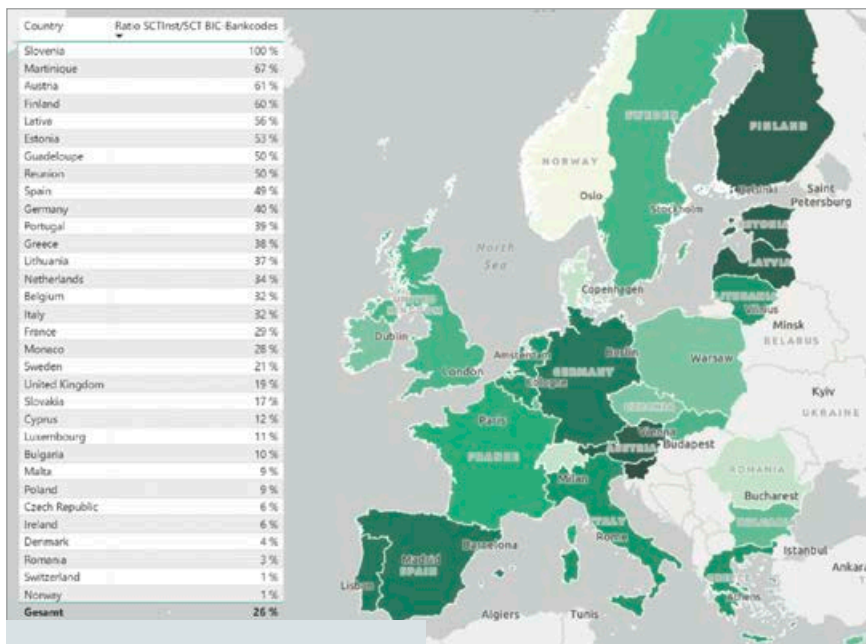 Country Ratio SCTInst/SCT BIC-Bankcodes
Slovenia 100 %
Martinique 67 %
Austria 61 %
Finland 60 %
Lativa 56 %
Estonia 53 %
Guadeloupe 50 %
Reunion 50 %
Spain 49 %
Germany 40 %
Portugal 39 %
Greece 38 %
Lithuania 37 %
Netherlands 34 %
Belgium 32 %
Italy 32 %
France 29 %
Monaco 28 %
Sweden 21 %
United Kingdom 19 %
Slovakia 17 %
Cyprus 12 %
Luxembourg 11 %
Bulgaria 10 %
Malta 9 %
Poland 9 %
Czech Republic 6 %
Ireland 6 %
Denmark 4 %
Romania 3 %
Switzerland 1 %
Norway 1 %
Gesamt 26 %
SWEDEN
FINLAND
NORWAY
Oslo
Helsinki
Saint
Petersburg
Stockholm
ESTONIA
North
Sea
LATVIA
Copenhagen
LITHUANIA
Vilnius
UNITED
KINGDOM
Minsk
BELARUS
Dublin
Amsterdam
Berlin
Warsaw
London
GERMANY
Kyiv
UKRAINE
Paris
Vienna
Budapest
AUSTRIA
FRANCE
Milan
ROMANIA
Bucharest
ITALY
Rome
Barcelona
Madrid
SPAIN
Istanbul
Lisbon
Ankara
Athens
Algiers
Tunis